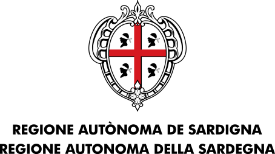 REGIONE AUTÒNOMA DE SARDIGNA
REGIONE AUTONOMA DELLA SARDEGNA